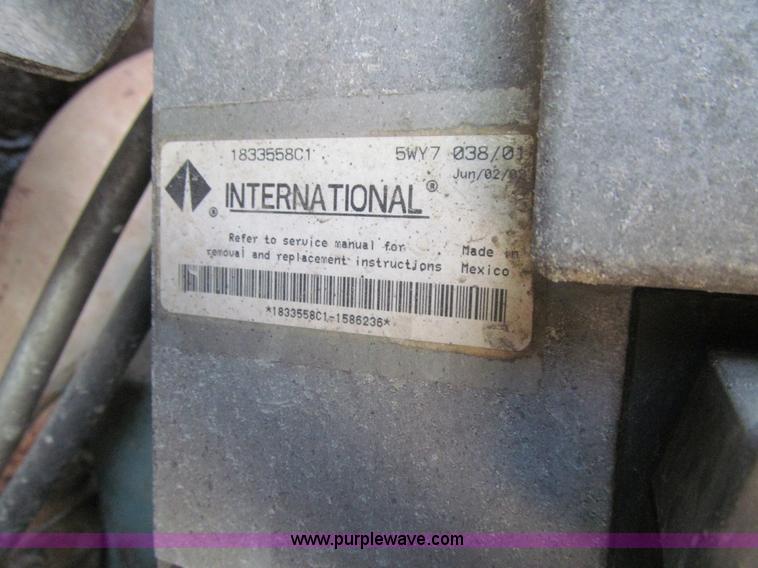 1833558C1 5WY7 038/01
Jun/02/
INTERNATIONAL®
®
Refer to service manual for Made in
removal and replacement instructions Mexico
*1833558C1-1586236*
www.purplewave.com